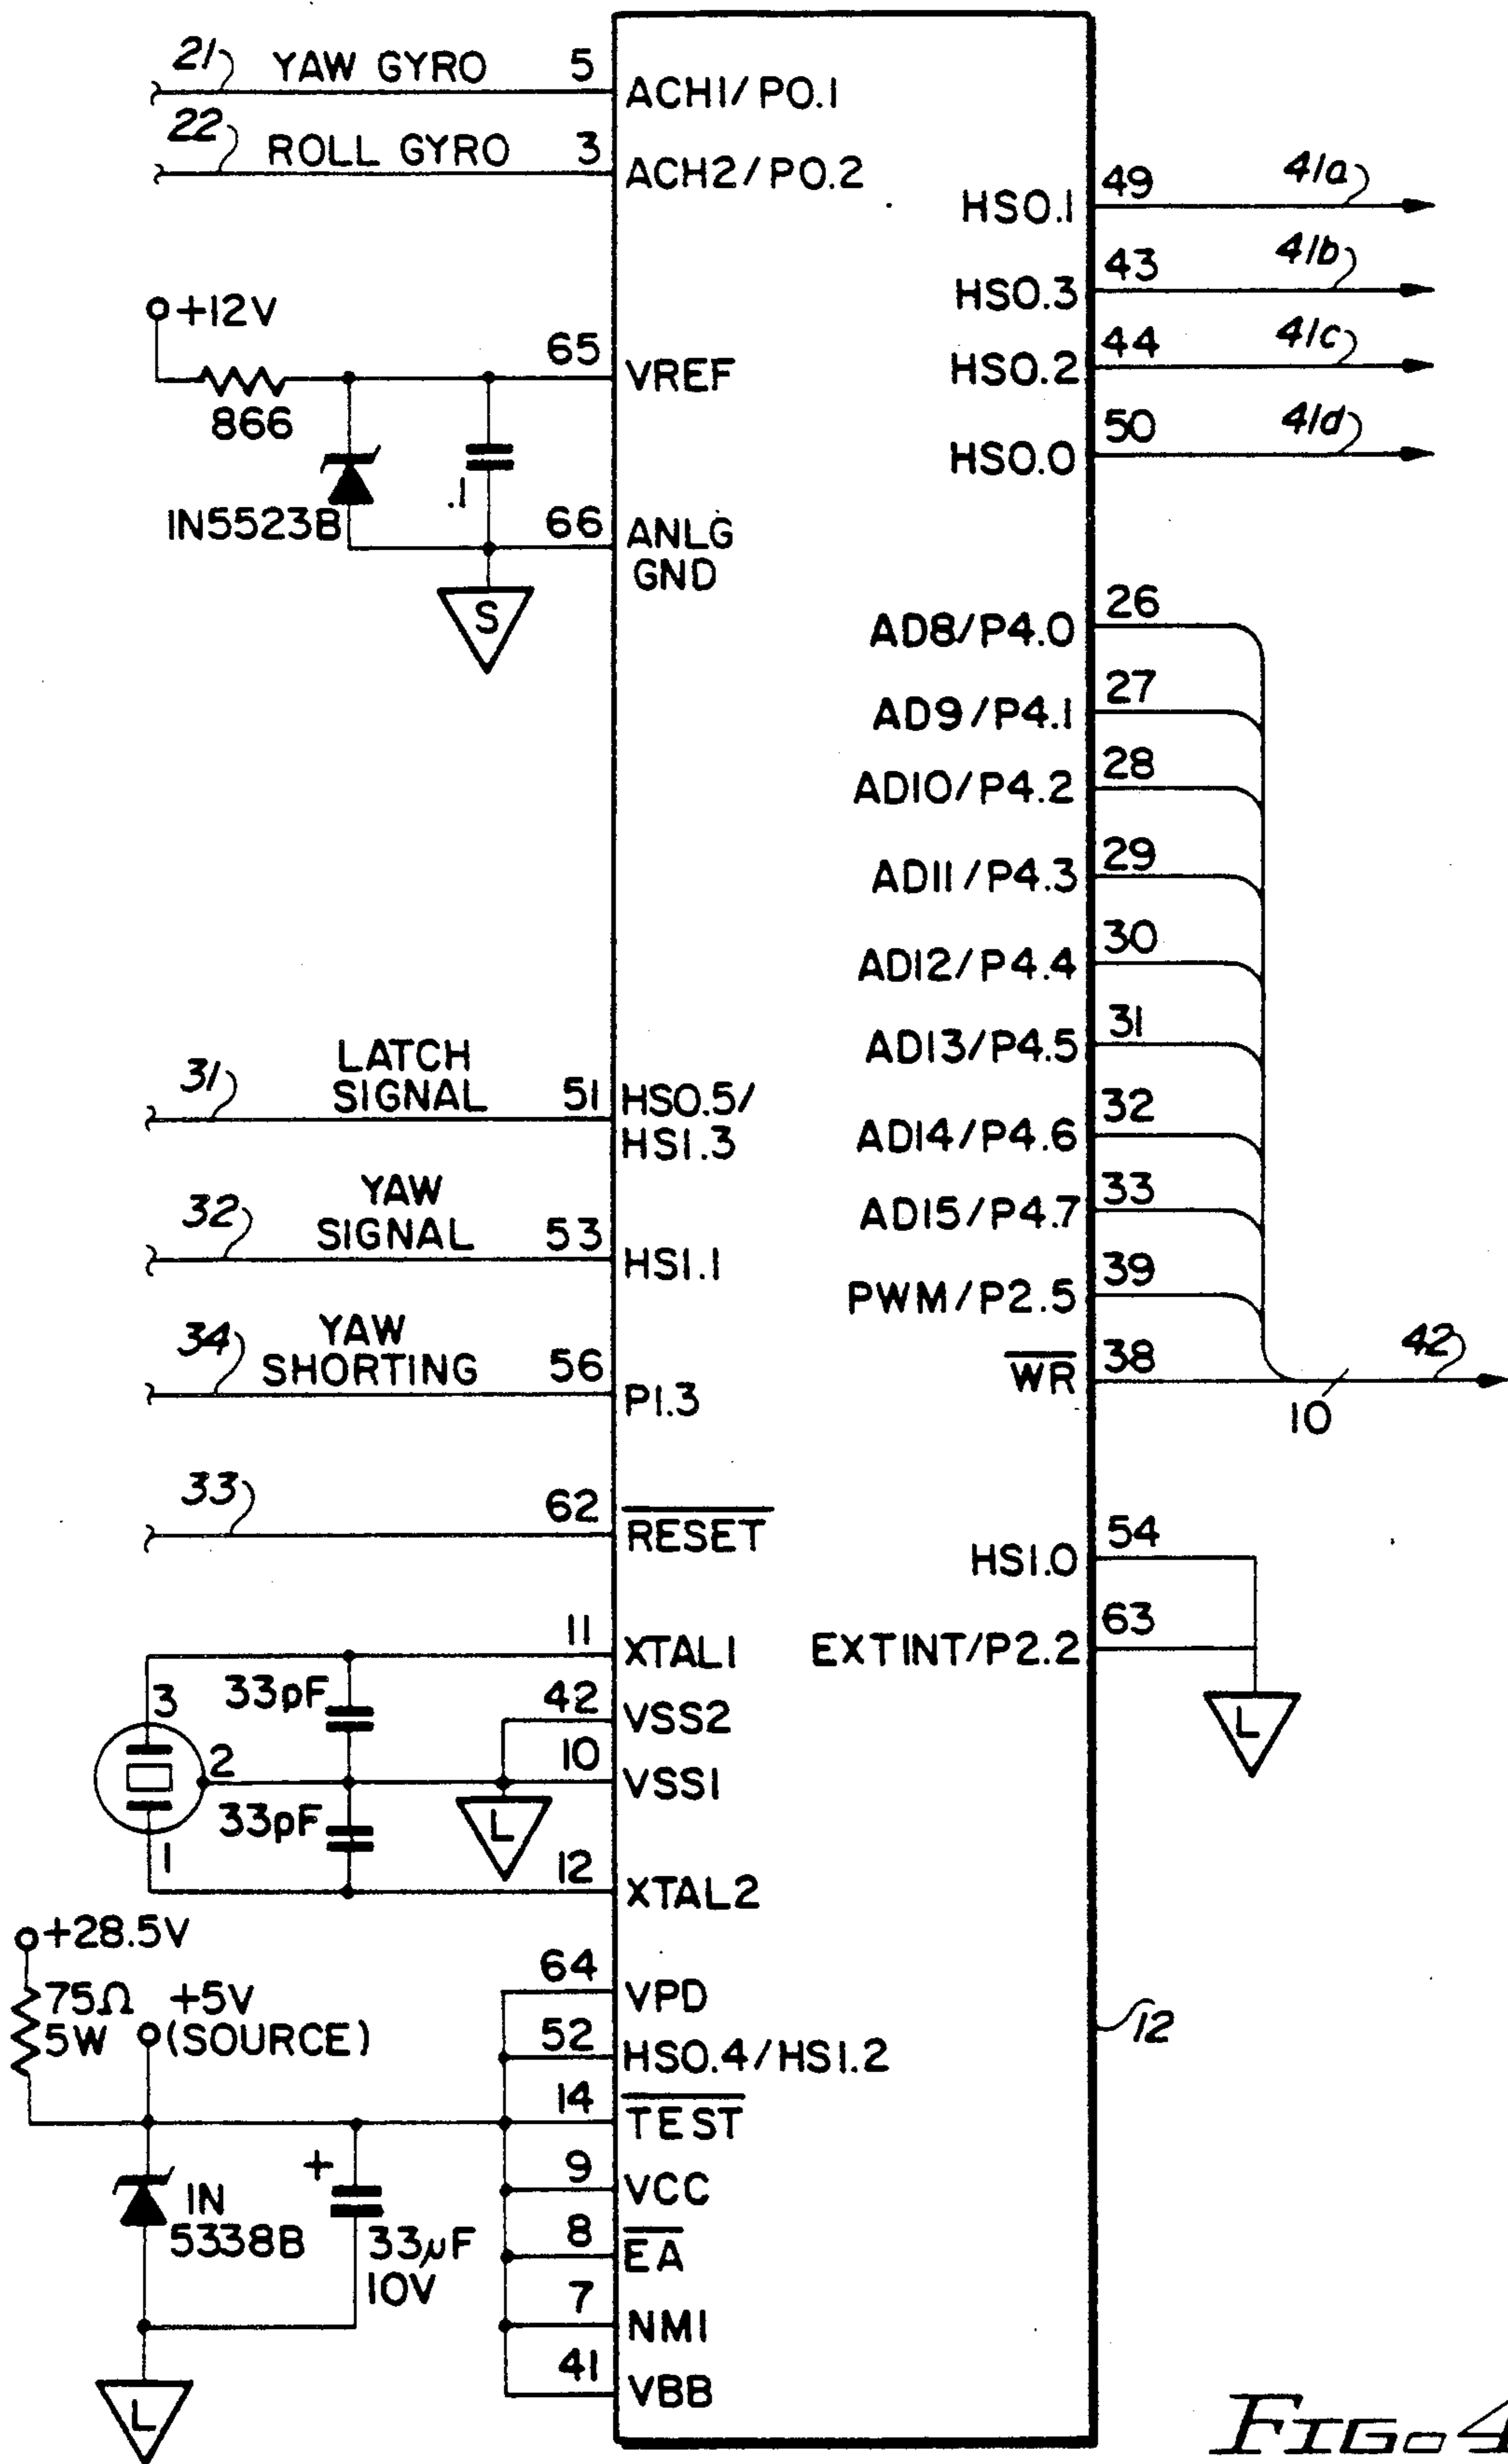 21 YAW GYRO 5 ACH1/P0.1
22 ROLL GYRO 3 ACH2/P0.2
HSO.1 49 41a
HSO.3 43 41b
+12V
65 VREF
866
HSO.2 44 41c
HSO.0 50 41d
IN5523B
.1
66 ANLG
GND
S
AD8/P4.0 26
AD9/P4.1 27
AD10/P4.2 28
AD11/P4.3 29
AD12/P4.4 30
AD13/P4.5 31
31 LATCH
SIGNAL 51 HSO.5/
HSI.3
AD14/P4.6 32
32 YAW
SIGNAL 53 HSI.1
AD15/P4.7 33
PWM/P2.5 39
34 YAW
SHORTING 56 P1.3
WR 38 42
10
33 62 RESET
HSI.0 54
EXTINT/P2.2 63
L
11 XTAL1
3 33pF
42 VSS2
2 10 VSS1
33pF L
1 12 XTAL2
+28.5V
75Ω
5W
+5V
(SOURCE)
64 VPD
52 HSO.4/HSI.2
12
14 TEST
9 VCC
IN
5338B
+
33µF
10V
8 EA
7 NMI
41 VBB
L
FIG. 4